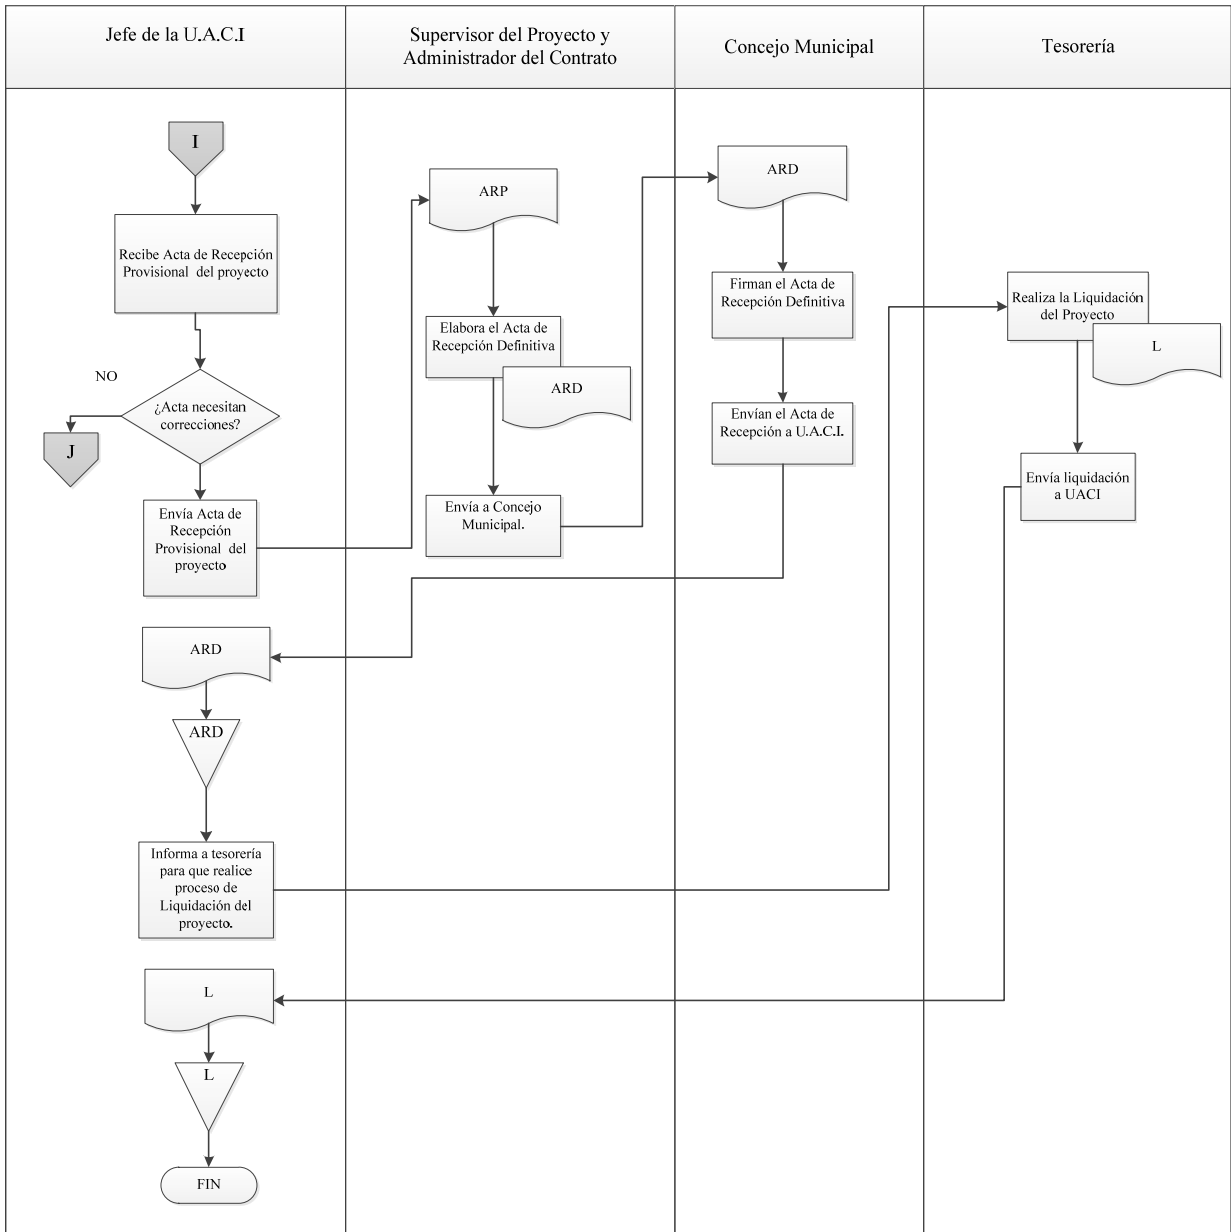 Jefe de la U.A.C.I
Supervisor del Proyecto y
Administrador del Contrato
Concejo Municipal
Tesorería
I
Recibe Acta de Recepción
Provisional del proyecto
NO
¿Acta necesitan
correcciones?
J
Envía Acta de
Recepción
Provisional del
proyecto
ARD
ARD
Informa a tesorería
para que realice
proceso de
Liquidación del
proyecto.
L
L
FIN
ARP
Elabora el Acta de
Recepción Definitiva
ARD
Envía a Concejo
Municipal.
ARD
Firman el Acta de
Recepción Definitiva
Envían el Acta de
Recepción a U.A.C.I.
Realiza la Liquidación
del Proyecto
L
Envía liquidación
a UACI